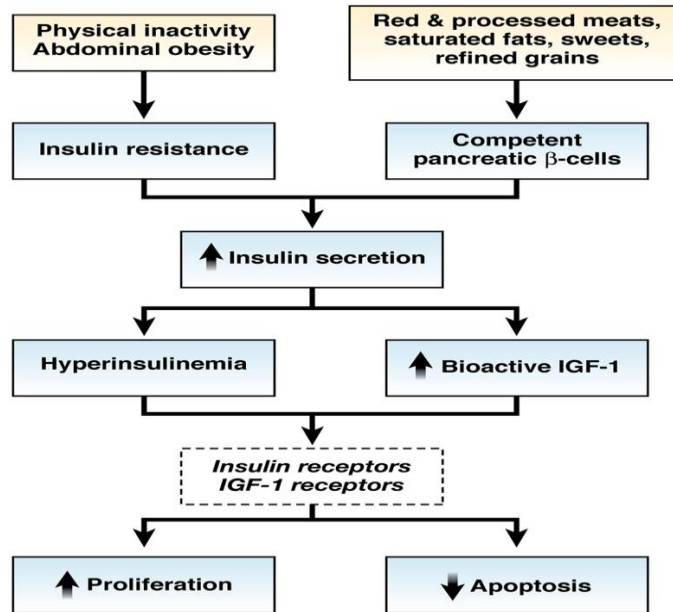 Physical inactivity
Abdominal obesity
Red & processed meats,
saturated fats, sweets,
refined grains
Insulin resistance
Competent
pancreatic β-cells
Insulin secretion
Hyperinsulinemia
Bioactive IGF-1
Insulin receptors
IGF-1 receptors
Proliferation
Apoptosis